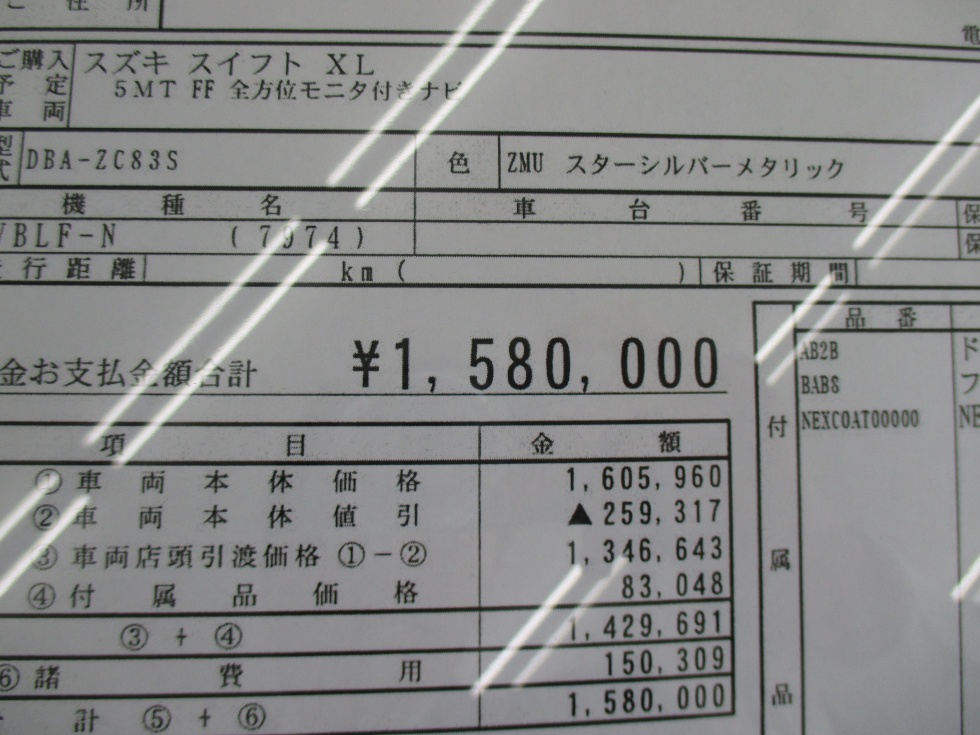 ご住所
電
ご購入予定車両 スズキ スイフト XL
5MT FF 全方位モニタ付きナビ
型式 DBA-ZC83S 色 ZMU スターシルバーメタリック
機種名 車台番号 保
VBLF-N (7974) 保
行距離 km ( ) 保証期間
金お支払金額合計 ¥1,580,000
品番
AB2B ド
BABS フ
付属品
NEXCOAT00000 NE
項目 金額
①車両本体価格 1,605,960
②車両本体値引 ▲259,317
③車両店頭引渡価格 ①-② 1,346,643
④付属品価格 83,048
③+④ 1,429,691
⑥諸費用 150,309
計 ⑤+⑥ 1,580,000